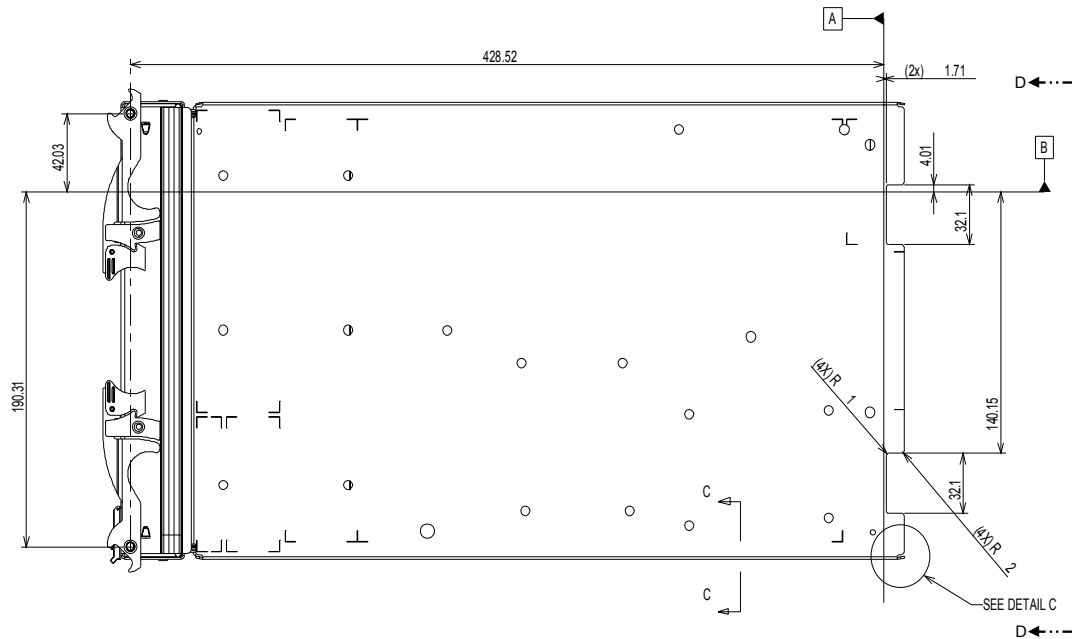 A
428.52
(2x) 1.71
D
42.03
4.01
B
32.1
190.31
(4X) R 1
140.15
32.1
C
(4X) R 2
C
SEE DETAIL C
D